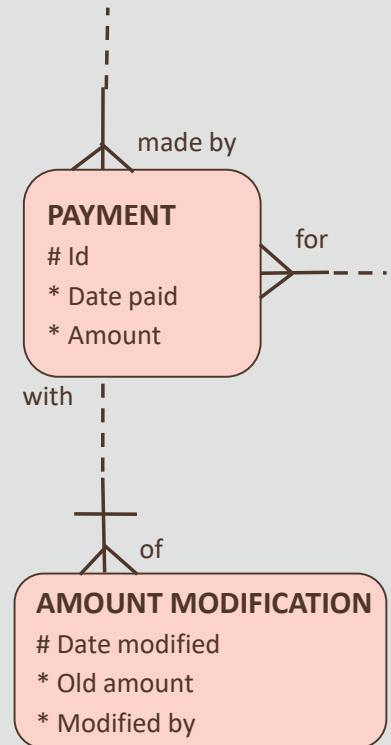 made by
PAYMENT
# Id
* Date paid
* Amount
for
with
of
AMOUNT MODIFICATION
# Date modified
* Old amount
* Modified by